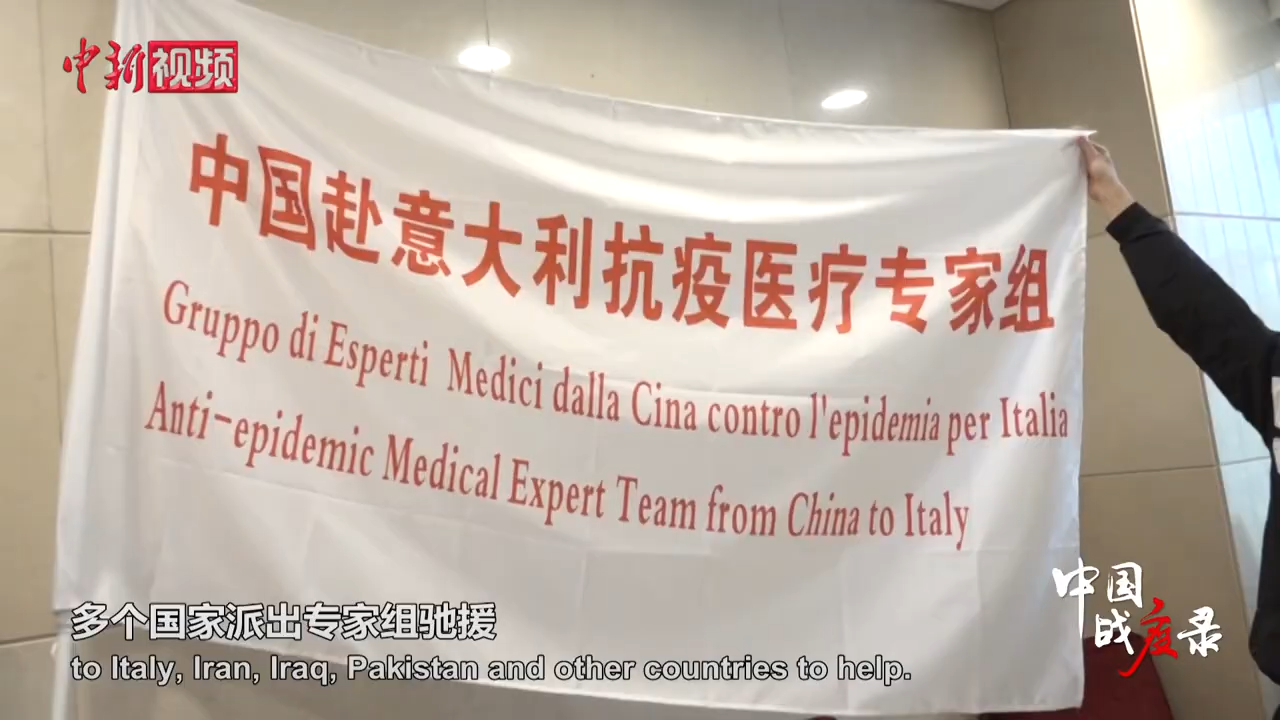 中新视频
中国赴意大利抗疫医疗专家组
Gruppo di Esperti Medici dalla Cina contro l'epidemia per Italia
Anti-epidemic Medical Expert Team from China to Italy
中国
战疫录
多个国家派出专家组驰援
to Italy, Iran, Iraq, Pakistan and other countries to help.